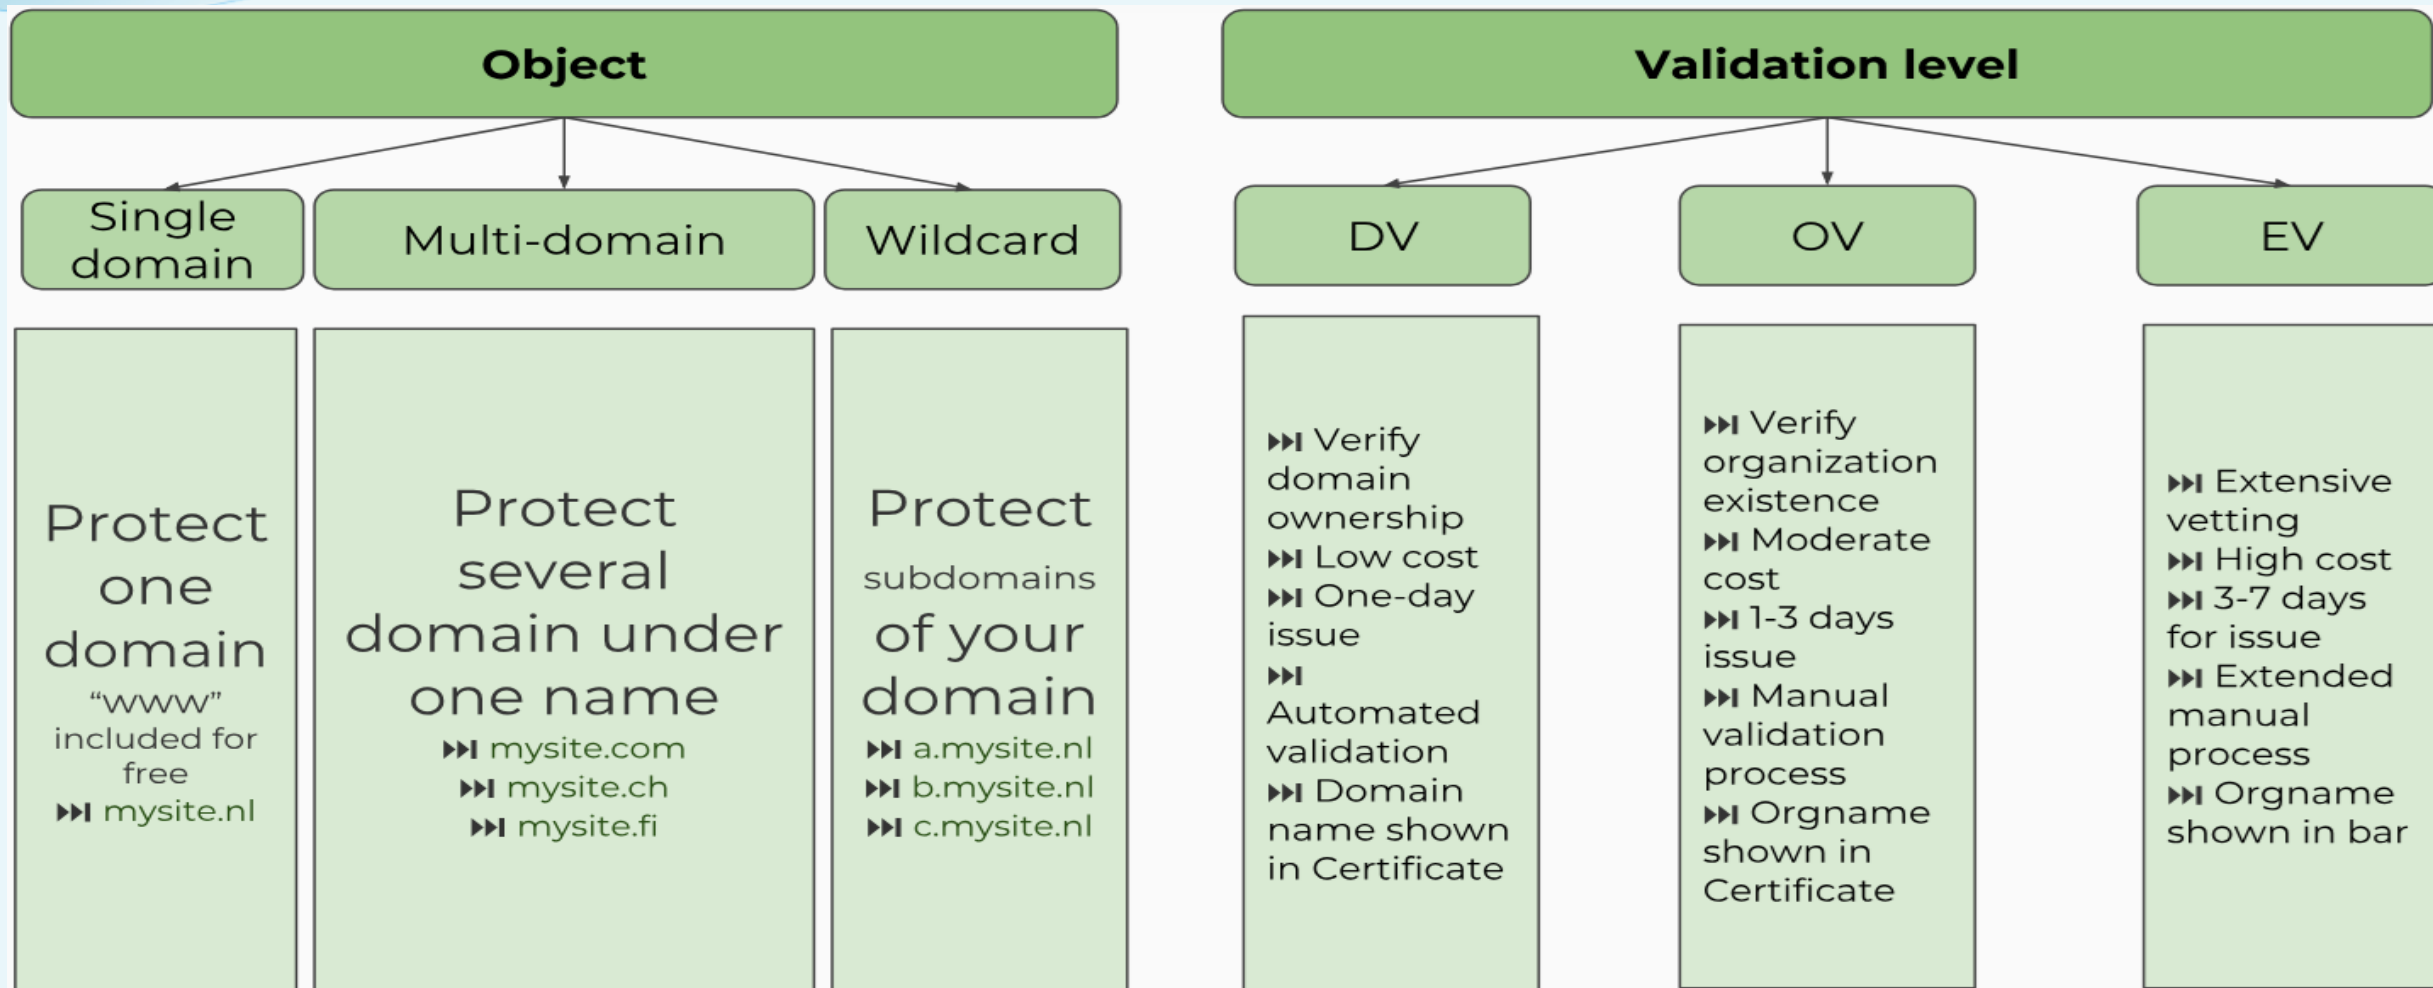 Object
Single
domain
Multi-domain
Wildcard
Protect
one
domain
“www”
included for
free
⏭ mysite.nl
Protect
several
domain under
one name
⏭ mysite.com
⏭ mysite.ch
⏭ mysite.fi
Protect
subdomains
of your
domain
⏭ a.mysite.nl
⏭ b.mysite.nl
⏭ c.mysite.nl
Validation level
DV
OV
EV
⏭ Verify
domain
ownership
⏭ Low cost
⏭ One-day
issue
⏭
Automated
validation
⏭ Domain
name shown
in Certificate
⏭ Verify
organization
existence
⏭ Moderate
cost
⏭ 1-3 days
issue
⏭ Manual
validation
process
⏭ Orgname
shown in
Certificate
⏭ Extensive
vetting
⏭ High cost
⏭ 3-7 days
for issue
⏭ Extended
manual
process
⏭ Orgname
shown in bar